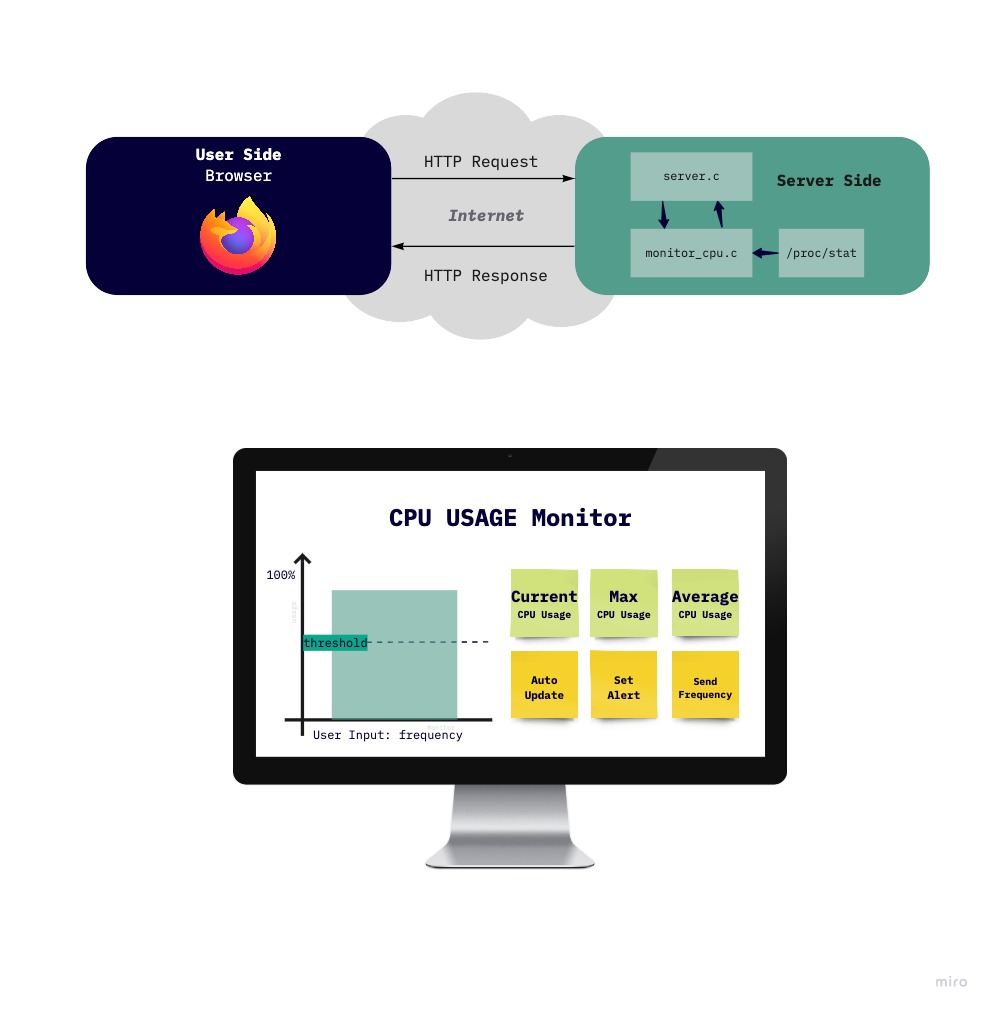 User Side
Browser
HTTP Request
Internet
HTTP Response
server.c
Server Side
monitor_cpu.c
/proc/stat
CPU USAGE Monitor
100%
threshold
User Input: frequency
Current
CPU Usage
Max
CPU Usage
Average
CPU Usage
Auto
Update
Set
Alert
Send
Frequency
miro